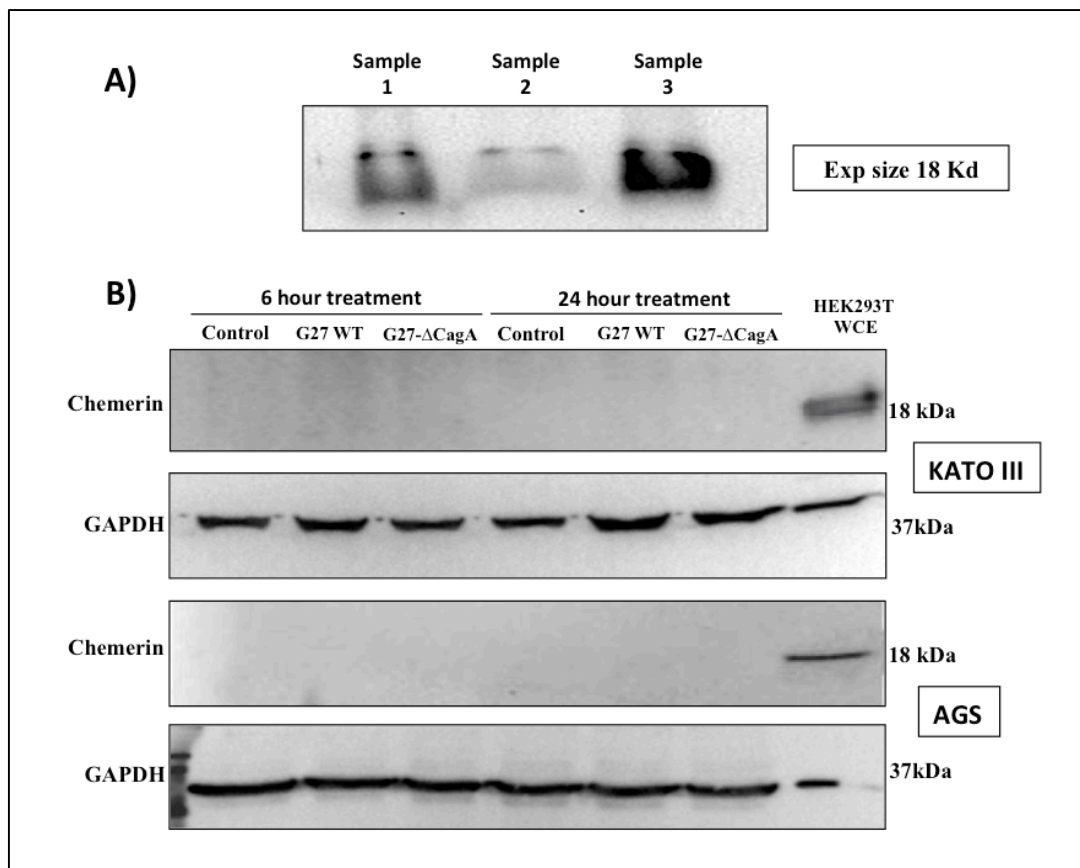 A)
Sample
1
Sample
2
Sample
3
Exp size 18 Kd
B)
6 hour treatment
24 hour treatment
HEK293T
WCE
Control
G27 WT
G27-ΔCagA
Control
G27 WT
G27-ΔCagA
Chemerin
18 kDa
KATO III
GAPDH
37kDa
Chemerin
18 kDa
AGS
GAPDH
37kDa